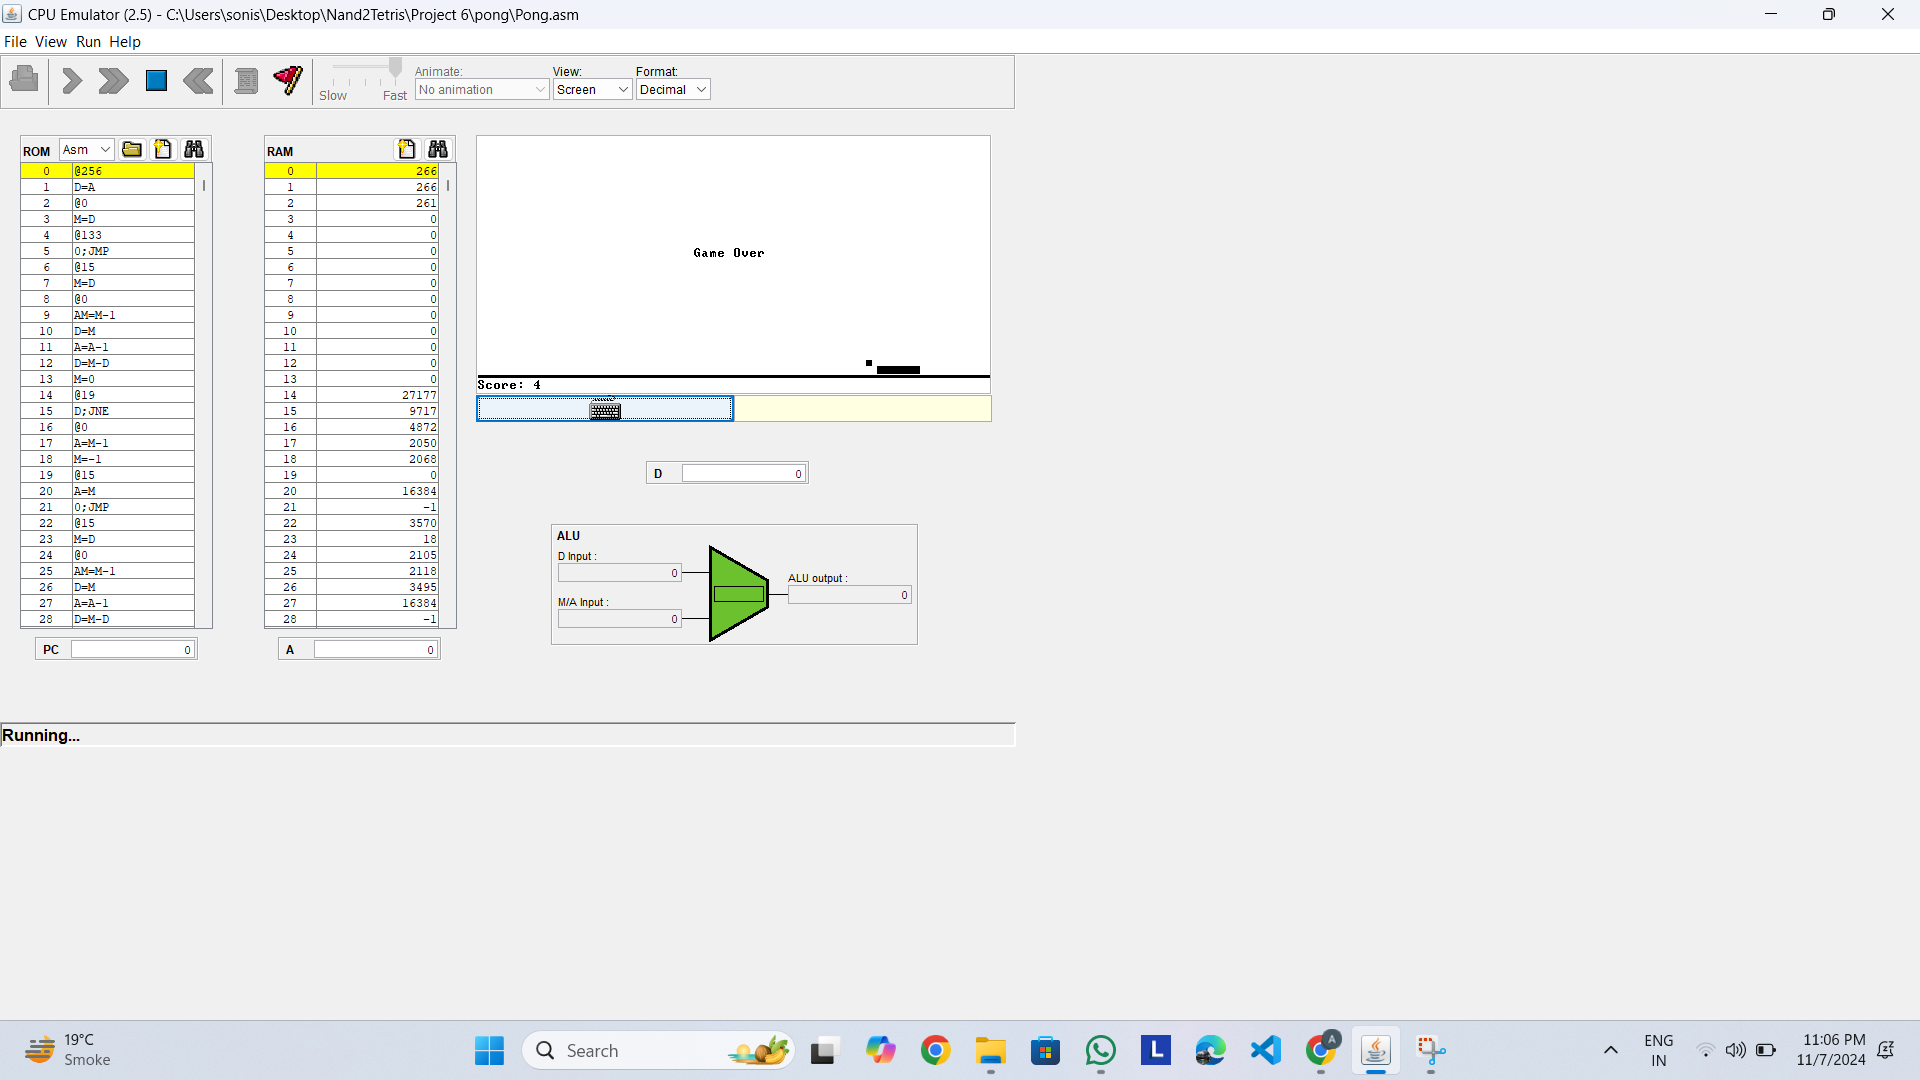 CPU Emulator (2.5) - C:\Users\sonis\Desktop\Nand2Tetris\Project 6\pong\Pong.asm
File View Run Help
Slow Fast
Animate:
No animation
View:
Screen
Format:
Decimal
ROM Asm
0 @256
1 D=A
2 @0
3 M=D
4 @133
5 0;JMP
6 @15
7 M=D
8 @0
9 AM=M-1
10 D=M
11 A=A-1
12 D=M-D
13 M=0
14 @19
15 D;JNE
16 @0
17 A=M-1
18 M=-1
19 @15
20 A=M
21 0;JMP
22 @15
23 M=D
24 @0
25 AM=M-1
26 D=M
27 A=A-1
28 D=M-D
PC 0
RAM
0 266
1 266
2 261
3 0
4 0
5 0
6 0
7 0
8 0
9 0
10 0
11 0
12 0
13 0
14 27177
15 9717
16 4872
17 2050
18 2068
19 0
20 16384
21 -1
22 3570
23 18
24 2105
25 2118
26 3495
27 16384
28 -1
A 0
Game Over
Score: 4
D 0
ALU
D Input :
0
M/A Input :
0
ALU output :
0
Running...
19°C
Smoke
Search
L
A
ENG
IN
11:06 PM
11/7/2024